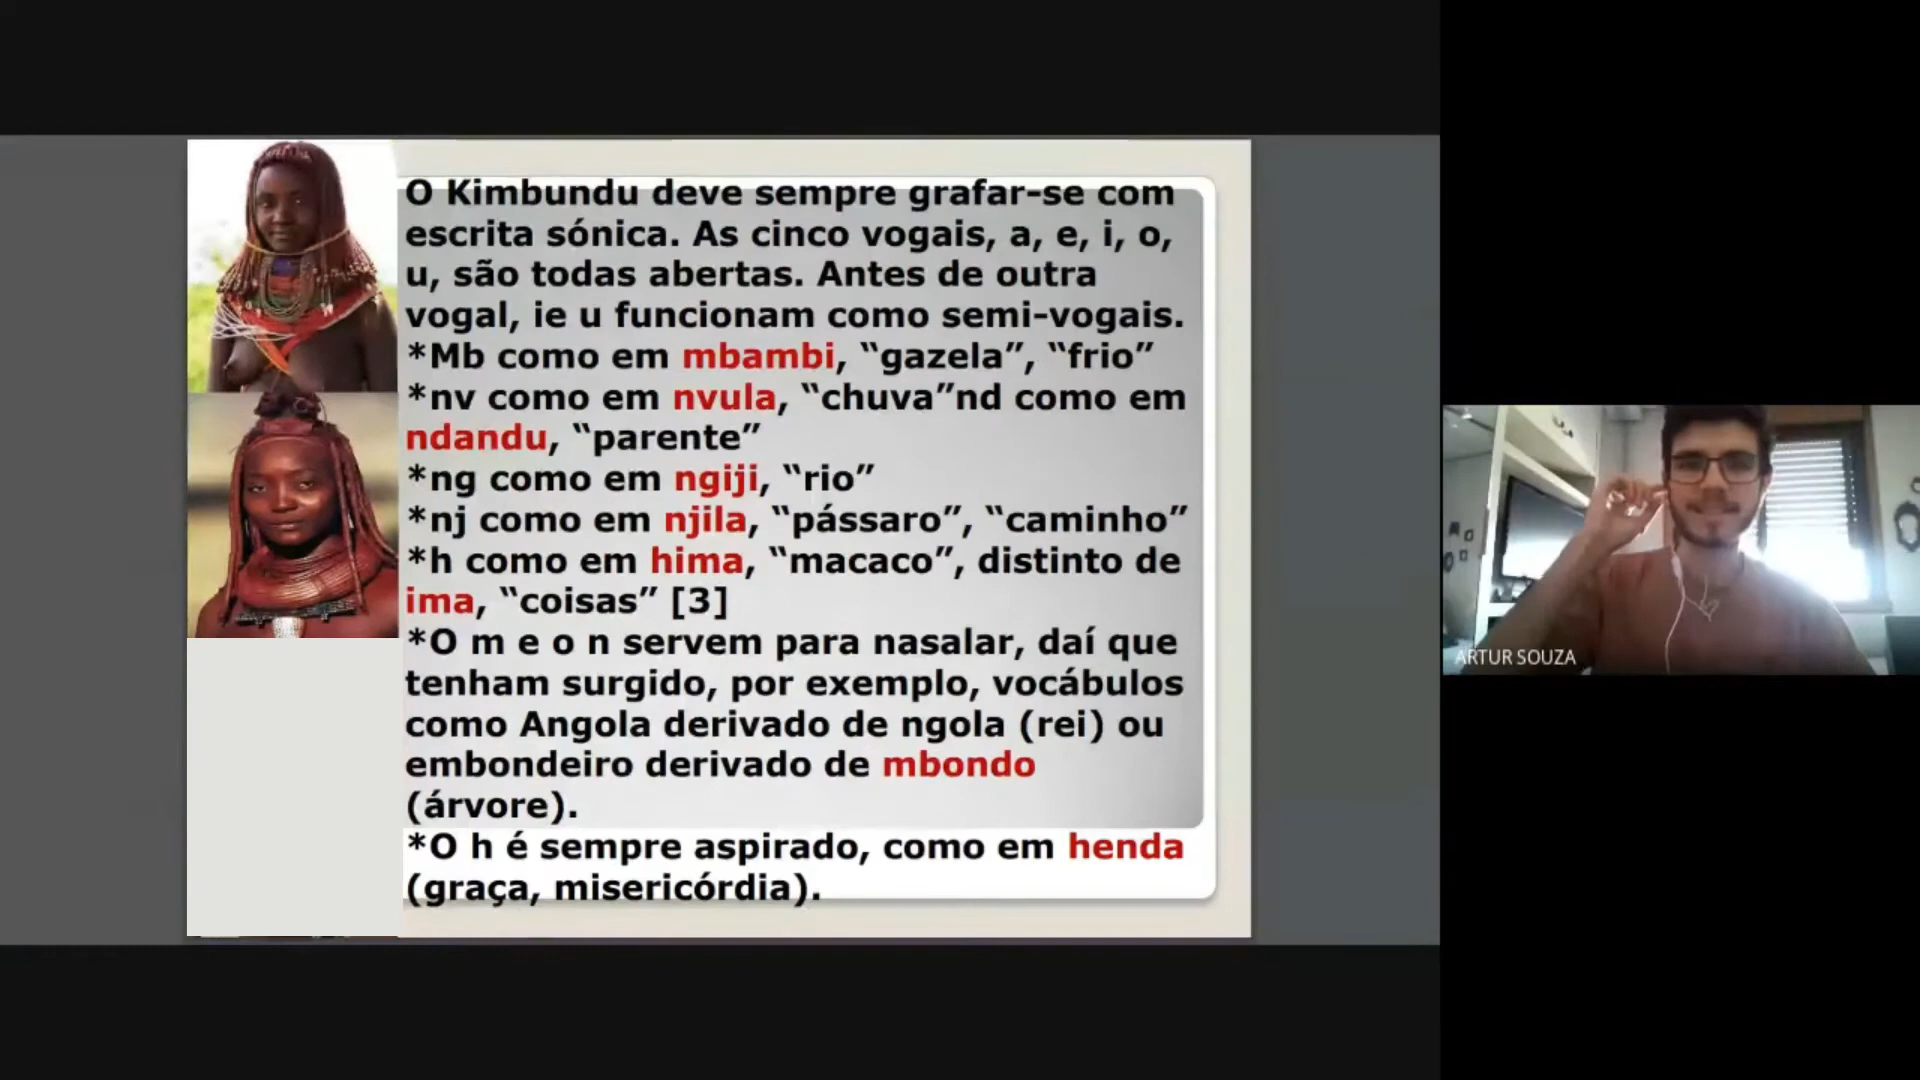 O Kimbundu deve sempre grafar-se com
escrita sónica. As cinco vogais, a, e, i, o,
u, são todas abertas. Antes de outra
vogal, ie u funcionam como semi-vogais.
*Mb como em mbambi, “gazela”, “frio”
*nv como em nvula, “chuva”nd como em
ndandu, “parente”
*ng como em ngiji, “rio”
*nj como em njila, “pássaro”, “caminho”
*h como em hima, “macaco”, distinto de
ima, “coisas” [3]
*O m e o n servem para nasalar, daí que
tenham surgido, por exemplo, vocábulos
como Angola derivado de ngola (rei) ou
embondeiro derivado de mbondo
(árvore).
*O h é sempre aspirado, como em henda
(graça, misericórdia).
ARTUR SOUZA